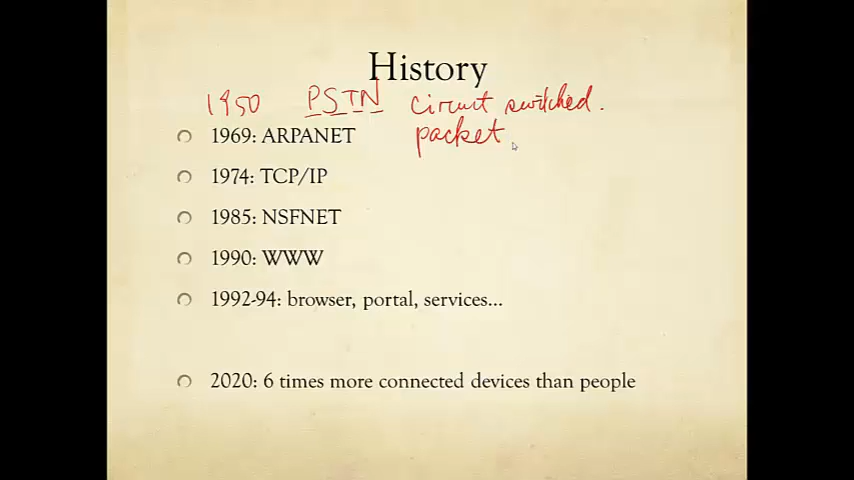 History
1950 PSTN circuit switched.
1969: ARPANET packet
1974: TCP/IP
1985: NSFNET
1990: WWW
1992-94: browser, portal, services...
2020: 6 times more connected devices than people